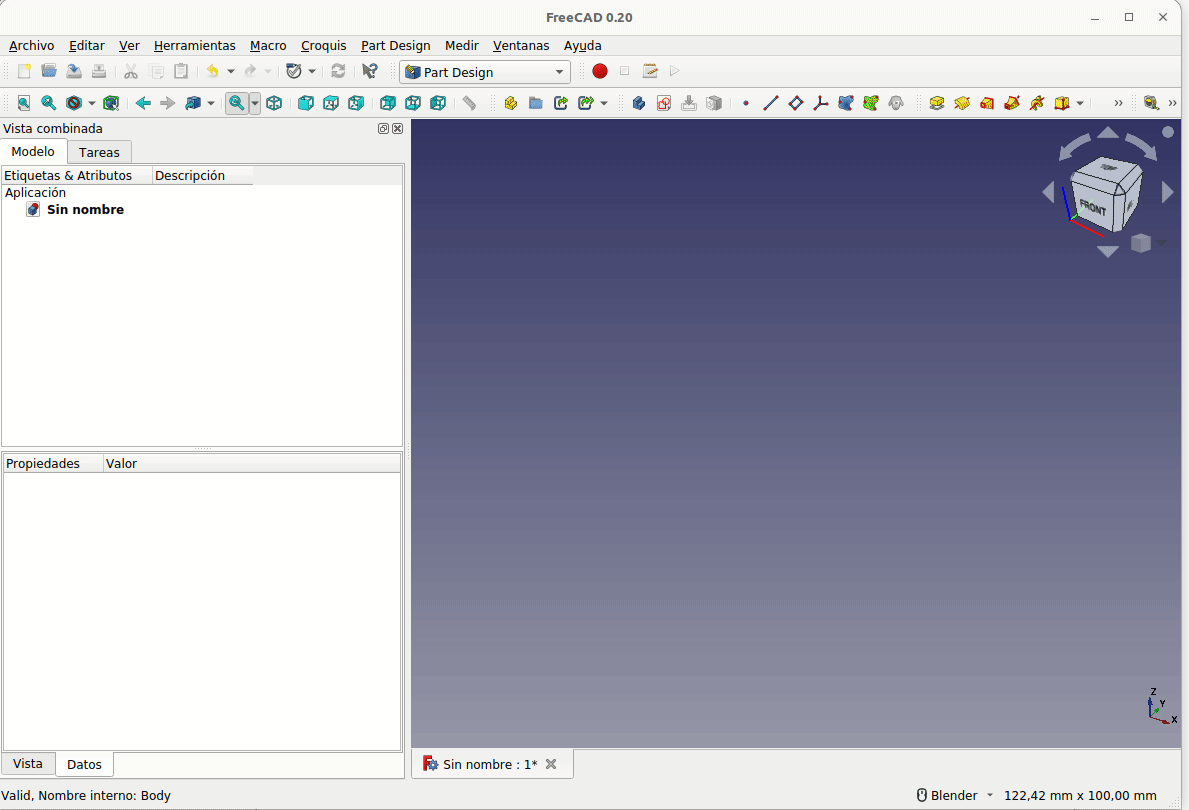 FreeCAD 0.20
Archivo Editar Ver Herramientas Macro Croquis Part Design Medir Ventanas Ayuda
Part Design
Vista combinada
Modelo Tareas
Etiquetas & Atributos Descripción
Aplicación
Sin nombre
FRONT
Propiedades Valor
Z
Y
X
Vista Datos
Sin nombre : 1*
Valid, Nombre interno: Body
Blender 122,42 mm x 100,00 mm